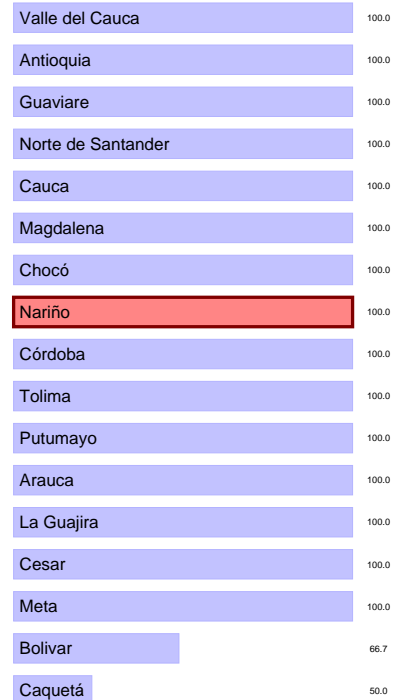 Valle del Cauca 100.0
Antioquia 100.0
Guaviare 100.0
Norte de Santander 100.0
Cauca 100.0
Magdalena 100.0
Chocó 100.0
Nariño 100.0
Córdoba 100.0
Tolima 100.0
Putumayo 100.0
Arauca 100.0
La Guajira 100.0
Cesar 100.0
Meta 100.0
Bolivar 66.7
Caquetá 50.0